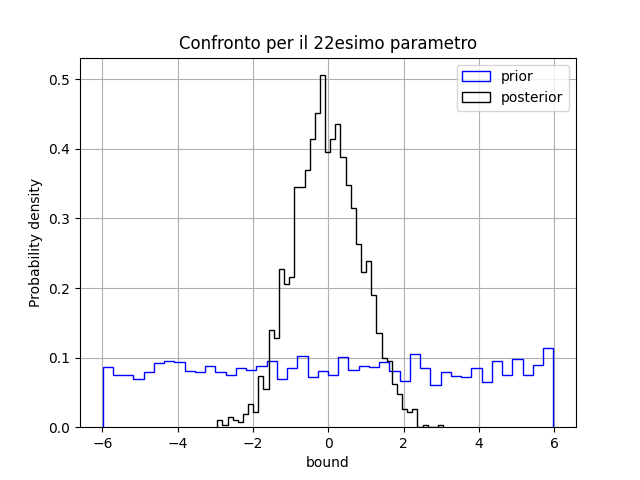 Confronto per il 22esimo parametro
prior
posterior
Probability density
0.5
0.4
0.3
0.2
0.1
0.0
−6
−4
−2
0
2
4
6
bound